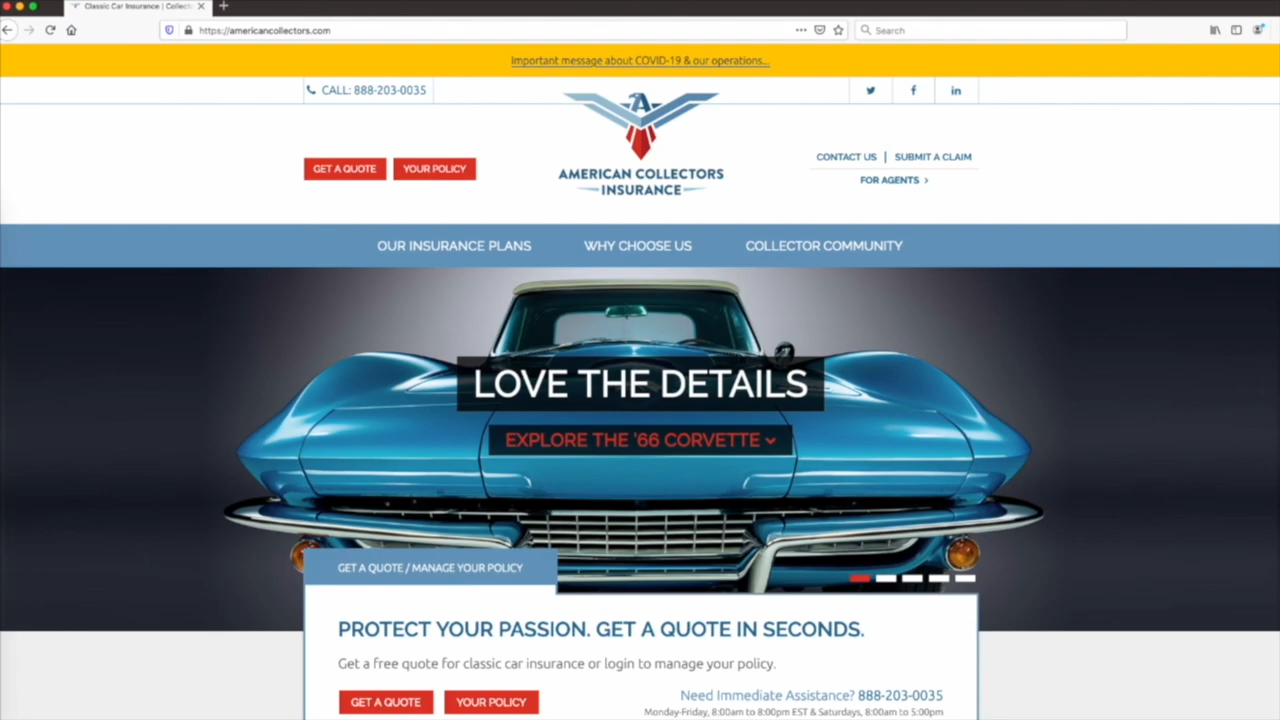 Classic Car Insurance | Collect
https://americancollectors.com
Search
Important message about COVID-19 & our operations...
CALL: 888-203-0035
GET A QUOTE
YOUR POLICY
AMERICAN COLLECTORS
INSURANCE
CONTACT US | SUBMIT A CLAIM
FOR AGENTS >
OUR INSURANCE PLANS
WHY CHOOSE US
COLLECTOR COMMUNITY
LOVE THE DETAILS
EXPLORE THE '66 CORVETTE
GET A QUOTE / MANAGE YOUR POLICY
PROTECT YOUR PASSION. GET A QUOTE IN SECONDS.
Get a free quote for classic car insurance or login to manage your policy.
GET A QUOTE
YOUR POLICY
Need Immediate Assistance? 888-203-0035
Monday-Friday, 8:00am to 8:00pm EST & Saturdays, 8:00am to 5:00pm